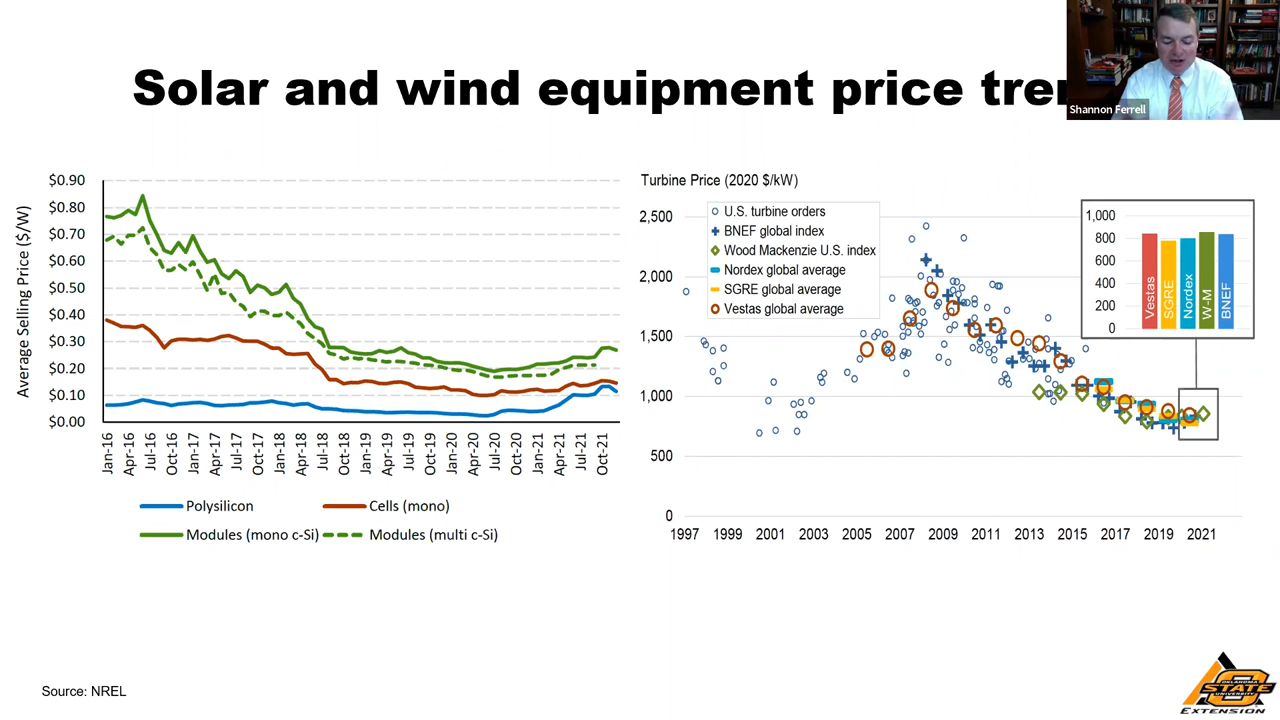 Solar and wind equipment price tren
Shannon Ferrell
Average Selling Price ($/W)
$0.90
$0.80
$0.70
$0.60
$0.50
$0.40
$0.30
$0.20
$0.10
$0.00
Jan-16
Apr-16
Jul-16
Oct-16
Jan-17
Apr-17
Jul-17
Oct-17
Jan-18
Apr-18
Jul-18
Oct-18
Jan-19
Apr-19
Jul-19
Oct-19
Jan-20
Apr-20
Jul-20
Oct-20
Jan-21
Apr-21
Jul-21
Oct-21
Polysilicon
Cells (mono)
Modules (mono c-Si)
Modules (multi c-Si)
Turbine Price (2020 $/kW)
2,500
2,000
1,500
1,000
500
0
U.S. turbine orders
BNEF global index
Wood Mackenzie U.S. index
Nordex global average
SGRE global average
Vestas global average
1,000
800
600
400
200
0
Vestas
SGRE
Nordex
W-M
BNEF
1997 1999 2001 2003 2005 2007 2009 2011 2013 2015 2017 2019 2021
Source: NREL
OKLAHOMA
STATE
UNIVERSITY
EXTENSION